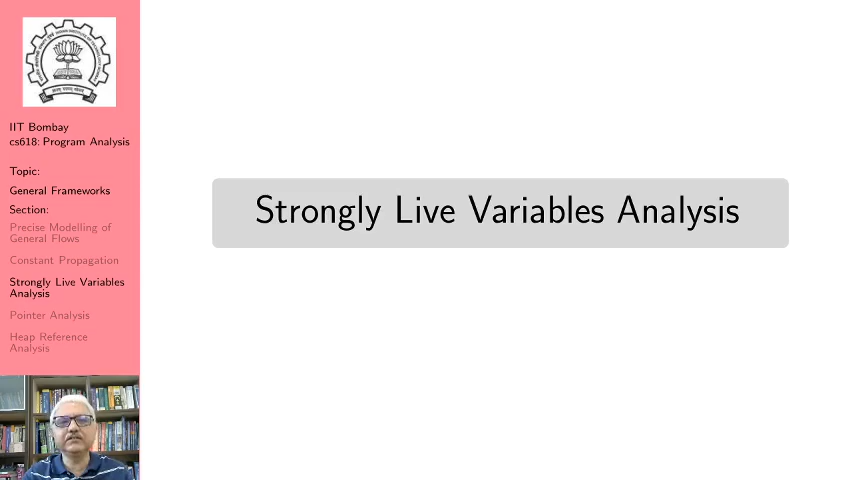 IIT Bombay
cs618: Program Analysis
Topic:
General Frameworks
Section:
Precise Modelling of
General Flows
Constant Propagation
Strongly Live Variables
Analysis
Pointer Analysis
Heap Reference
Analysis
Strongly Live Variables Analysis